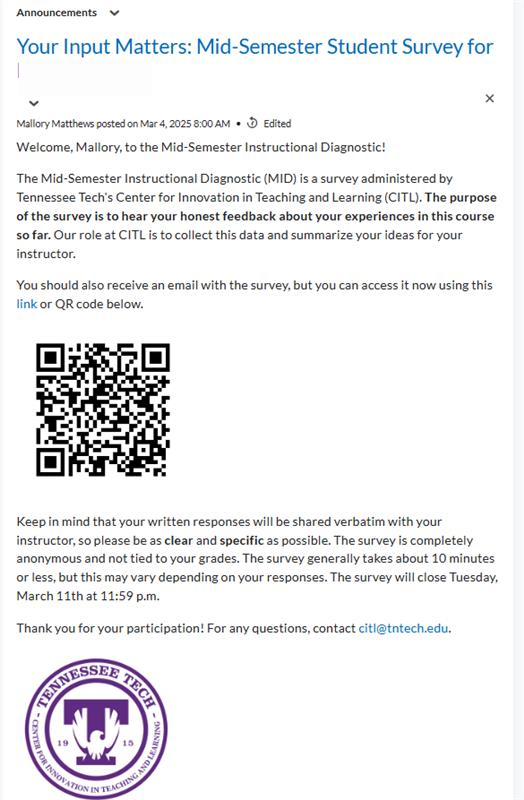 Announcements
Your Input Matters: Mid-Semester Student Survey for
Mallory Matthews posted on Mar 4, 2025 8:00 AM • Edited
Welcome, Mallory, to the Mid-Semester Instructional Diagnostic!
The Mid-Semester Instructional Diagnostic (MID) is a survey administered by
Tennessee Tech's Center for Innovation in Teaching and Learning (CITL). The purpose
of the survey is to hear your honest feedback about your experiences in this course
so far. Our role at CITL is to collect this data and summarize your ideas for your
instructor.
You should also receive an email with the survey, but you can access it now using this
link or QR code below.
Keep in mind that your written responses will be shared verbatim with your
instructor, so please be as clear and specific as possible. The survey is completely
anonymous and not tied to your grades. The survey generally takes about 10 minutes
or less, but this may vary depending on your responses. The survey will close Tuesday,
March 11th at 11:59 p.m.
Thank you for your participation! For any questions, contact citl@tntech.edu.
TENNESSEE TECH
T
19 15
CENTER FOR INNOVATION IN TEACHING AND LEARNING